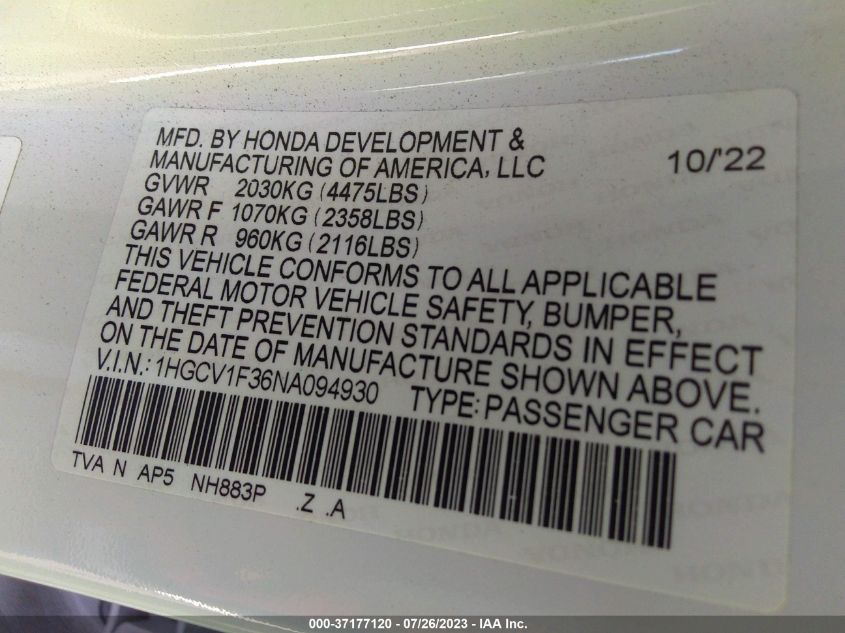 MFD. BY HONDA DEVELOPMENT &
MANUFACTURING OF AMERICA, LLC 10/'22
GVWR 2030KG (4475LBS)
GAWR F 1070KG (2358LBS)
GAWR R 960KG (2116LBS)
THIS VEHICLE CONFORMS TO ALL APPLICABLE
FEDERAL MOTOR VEHICLE SAFETY, BUMPER,
AND THEFT PREVENTION STANDARDS IN EFFECT
ON THE DATE OF MANUFACTURE SHOWN ABOVE.
V.I.N.: 1HGCV1F36NA094930 TYPE: PASSENGER CAR
TVA N AP5 NH883P .Z .A
000-37177120 / 07/26/2023 - IAA Inc.